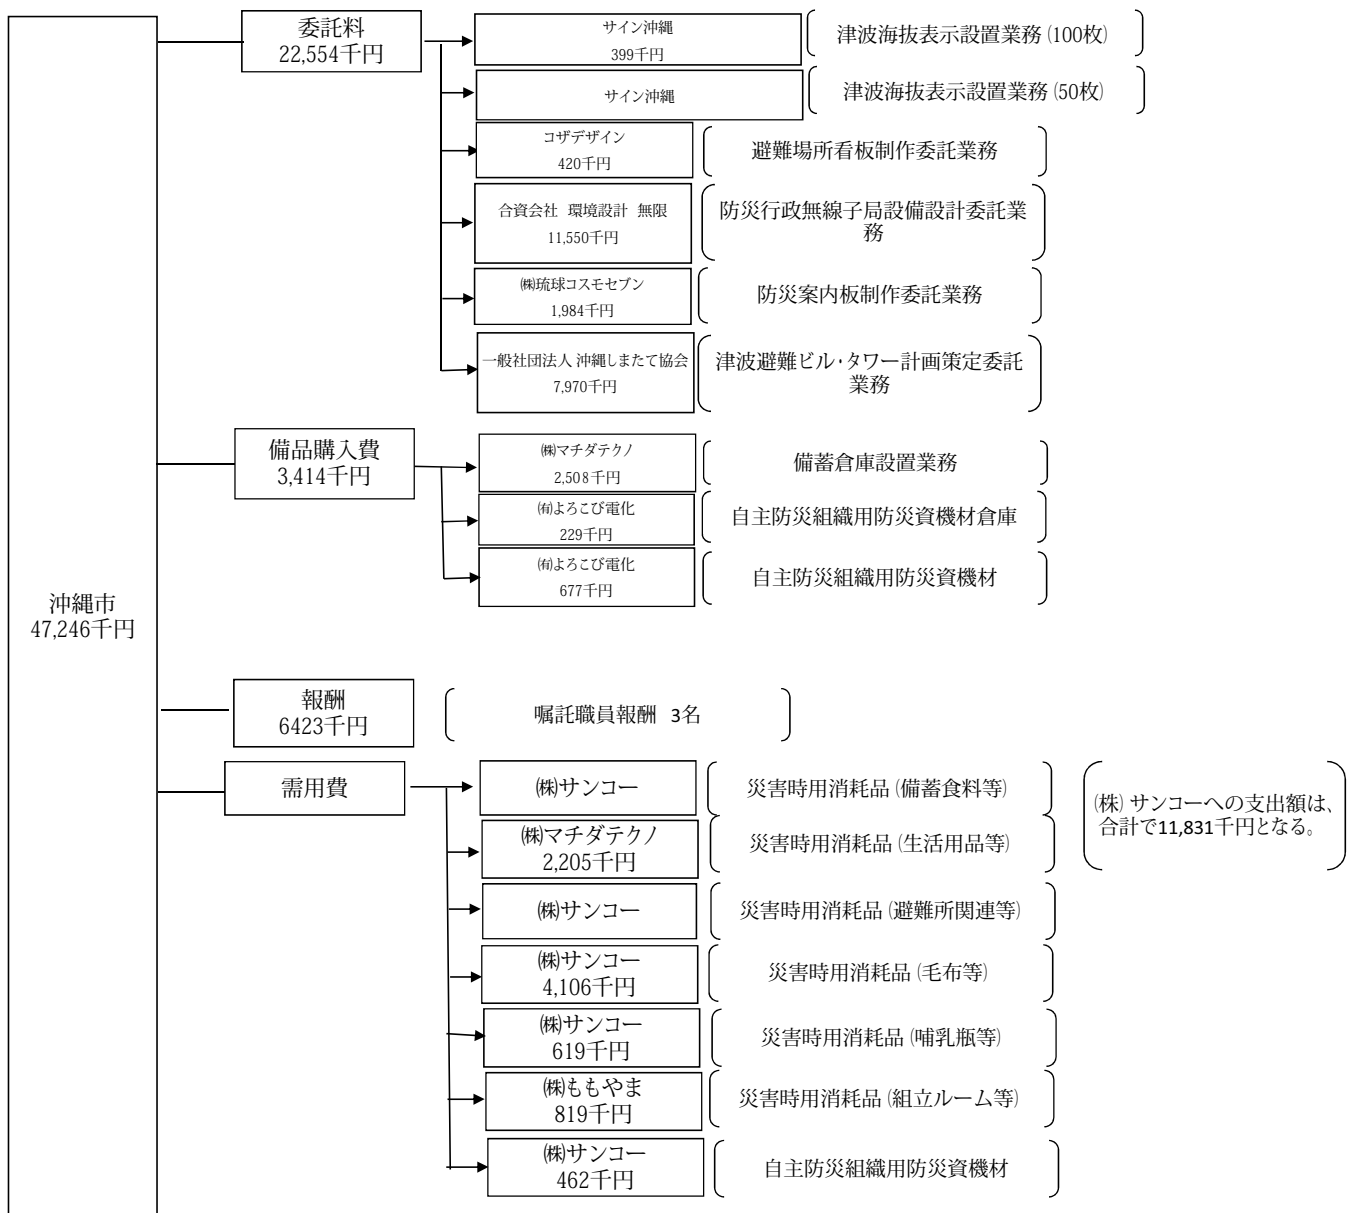 沖縄市
47,246千円
委託料
22,554千円
サイン沖縄
399千円
津波海抜表示設置業務(100枚)
サイン沖縄
津波海抜表示設置業務(50枚)
コザデザイン
420千円
避難場所看板制作委託業務
合資会社 環境設計 無限
11,550千円
防災行政無線子局設備設計委託業
務
㈱琉球コスモセブン
1,984千円
防災案内板制作委託業務
一般社団法人 沖縄しまたて協会
7,970千円
津波避難ビル・タワー計画策定委託
業務
備品購入費
3,414千円
㈱マチダテクノ
2,508千円
備蓄倉庫設置業務
㈲よろこび電化
229千円
自主防災組織用防災資機材倉庫
㈲よろこび電化
677千円
自主防災組織用防災資機材
報酬
6423千円
嘱託職員報酬 3名
需用費
㈱サンコー
災害時用消耗品(備蓄食料等)
(株)サンコーへの支出額は、
合計で11,831千円となる。
㈱マチダテクノ
2,205千円
災害時用消耗品(生活用品等)
㈱サンコー
災害時用消耗品(避難所関連等)
㈱サンコー
4,106千円
災害時用消耗品(毛布等)
㈱サンコー
619千円
災害時用消耗品(哺乳瓶等)
㈱ももやま
819千円
災害時用消耗品(組立ルーム等)
㈱サンコー
462千円
自主防災組織用防災資機材